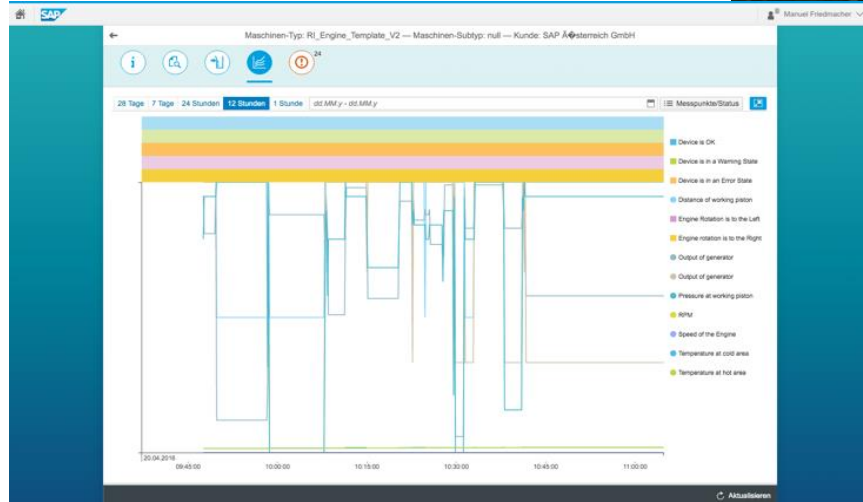 SAP
Manuel Friedmacher
Maschinen-Typ: RI_Engine_Template_V2 — Maschinen-Subtyp: null — Kunde: SAP Ã�sterreich GmbH
24
28 Tage 7 Tage 24 Stunden 12 Stunden 1 Stunde dd.MM.y - dd.MM.y Messpunkte/Status
Device is OK
Device is in a Warning State
Device is in an Error State
Distance of working piston
Engine Rotation is to the Left
Engine rotation is to the Right
Output of generator
Output of generator
Pressure at working piston
RPM
Speed of the Engine
Temperature at cold area
Temperature at hot area
20.04.2016
09:45:00 10:00:00 10:15:00 10:30:00 10:45:00 11:00:00
Aktualisieren